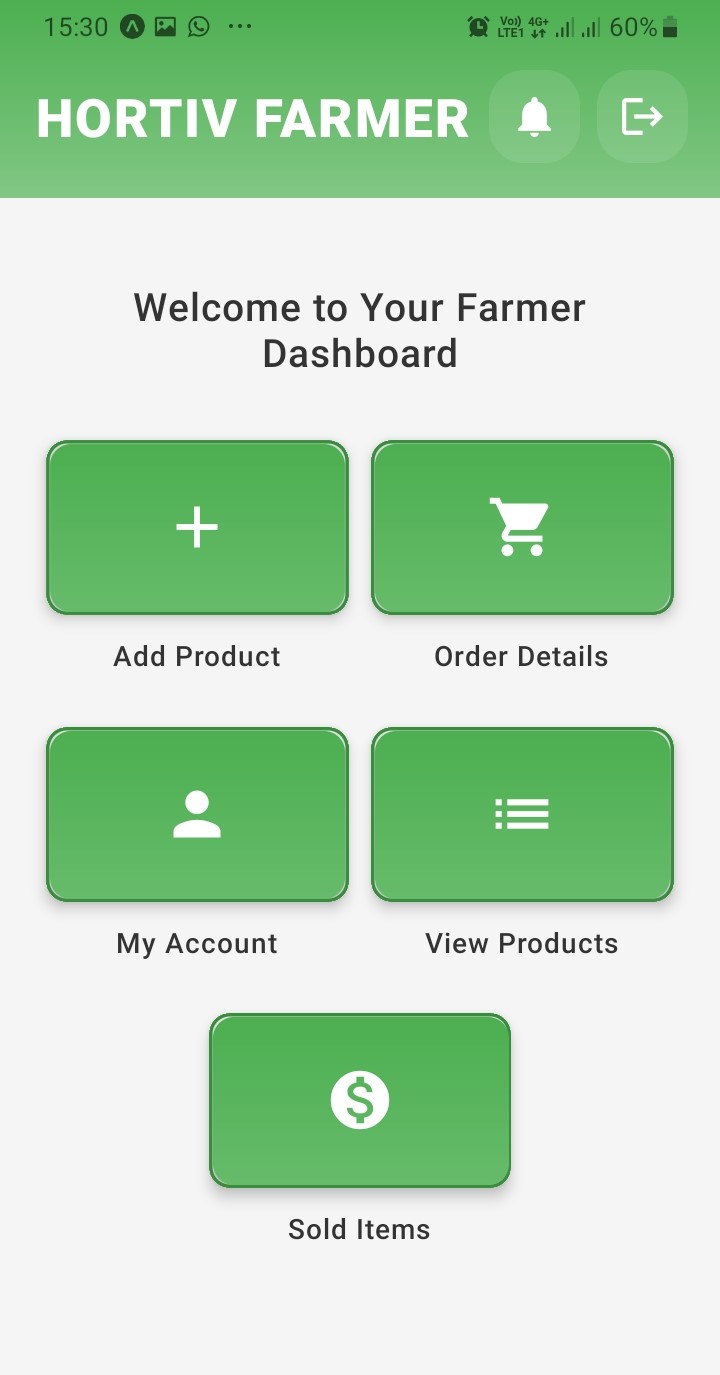 15:30 60%
Vo)) 4G+
LTE1
HORTIV FARMER
Welcome to Your Farmer
Dashboard
Add Product Order Details
My Account View Products
Sold Items